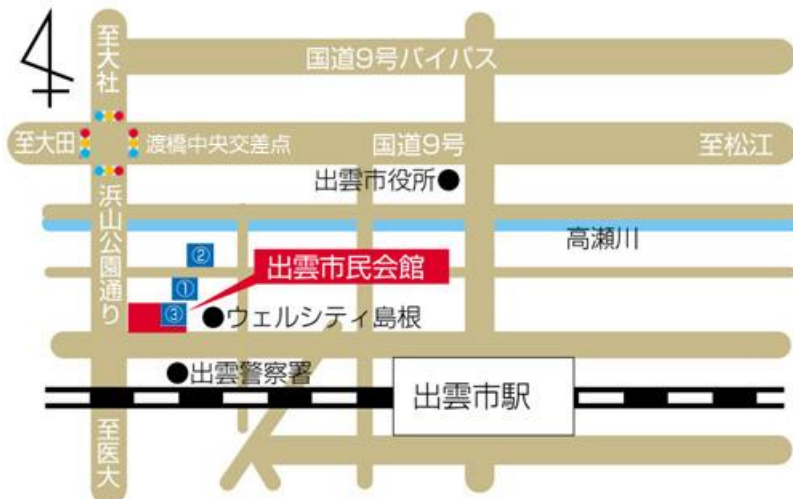 至大社
国道9号バイパス
至大田
渡橋中央交差点
国道9号
至松江
出雲市役所
浜山公園通り
高瀬川
②
出雲市民会館
①
③
ウェルシティ島根
出雲警察署
出雲市駅
至医大